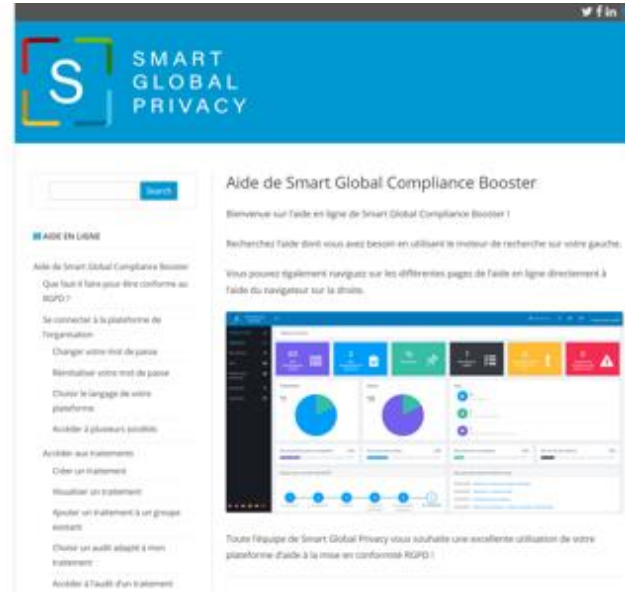 S
SMART
GLOBAL
PRIVACY
Search
AIDE EN LIGNE
Aide de Smart Global Compliance Booster
Que faut il faire pour être conforme au
RGPD ?
Se connecter à la plateforme de
l'organisation
Changer votre mot de passe
Réinitialiser votre mot de passe
Choisir le langage de votre
plateforme
Accéder à plusieurs sociétés
Accéder aux traitements
Créer un traitement
Visualiser un traitement
Ajouter un traitement à un groupe
existant
Choisir un audit adapté à mon
traitement
Accéder à l'audit d'un traitement
Aide de Smart Global Compliance Booster
Bienvenue sur l'aide en ligne de Smart Global Compliance Booster !
Recherchez l'aide dont vous avez besoin en utilisant le moteur de recherche sur votre gauche.
Vous pouvez également naviguez sur les différentes pages de l'aide en ligne directement à
l'aide du navigateur sur la droite.
Toute l'équipe de Smart Global Privacy vous souhaite une excellente utilisation de votre
plateforme d'aide à la mise en conformité RGPD !